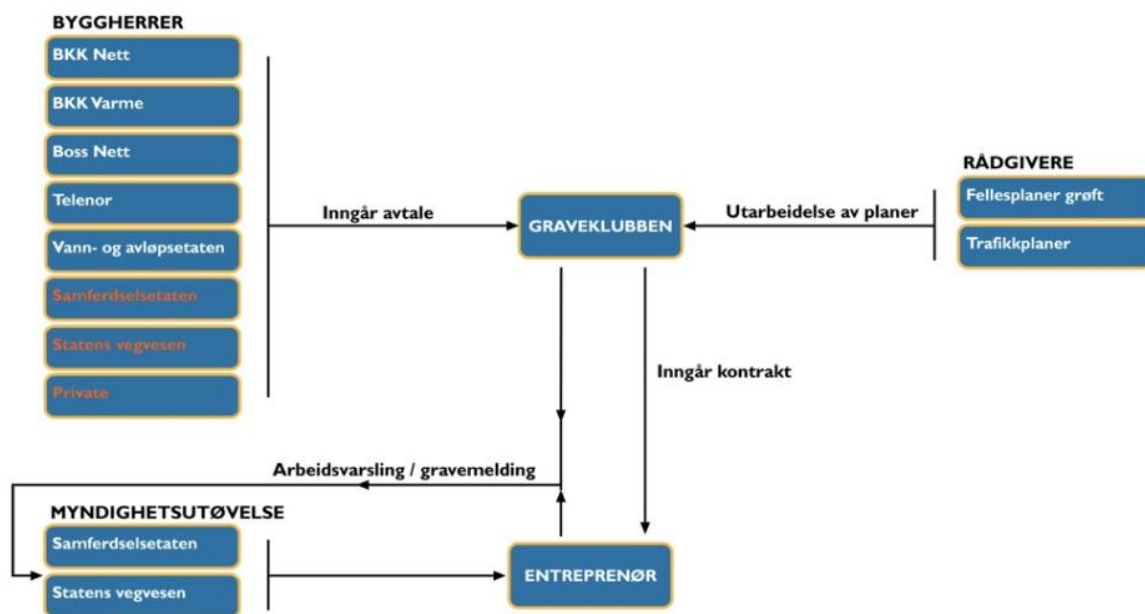 BYGGHERRER
BKK Nett
BKK Varme
Boss Nett
Telenor
Vann- og avløpsetaten
Samferdselsetaten
Statens vegvesen
Private
Inngår avtale
GRAVEKLUBBEN
Utarbeidelse av planer
RÅDGIVERE
Fellesplaner grøft
Trafikkplaner
Inngår kontrakt
Arbeidsvarsling / gravemelding
MYNDIGHETSUTØVELSE
Samferdselsetaten
Statens vegvesen
ENTREPRENØR